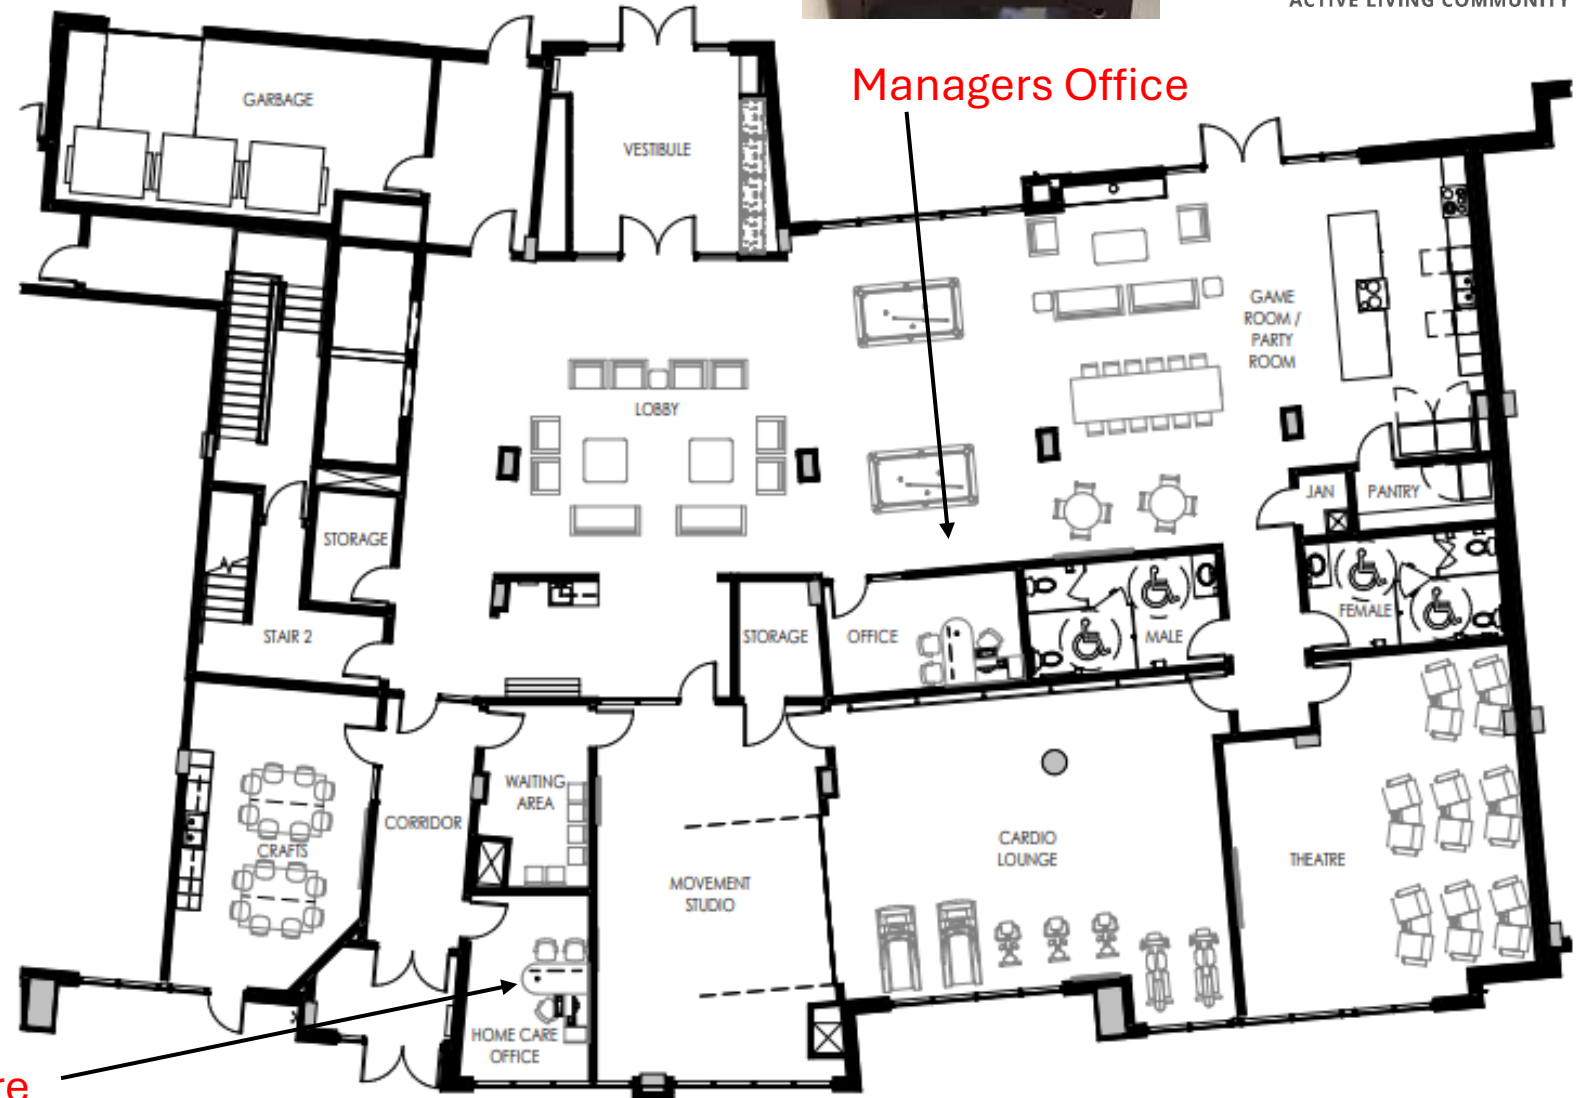 ACTIVE LIVING COMMUNITY
Managers Office
GARBAGE
VESTIBULE
GAME
ROOM /
PARTY
ROOM
LOBBY
JAN
PANTRY
STORAGE
STAIR 2
STORAGE
OFFICE
MALE
FEMALE
WAITING
AREA
CORRIDOR
CRAFTS
MOVEMENT
STUDIO
CARDIO
LOUNGE
THEATRE
HOME CARE
OFFICE
re